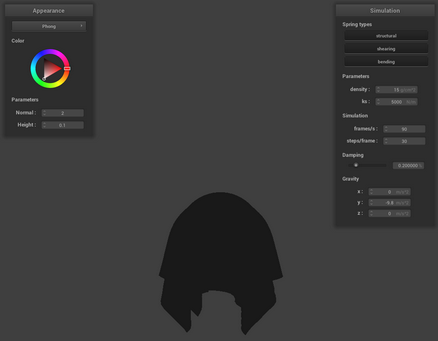 Appearance
Phong
Color
Parameters
Normal : 2
Height : 0.1
Simulation
Spring types
structural
shearing
bending
Parameters
density : 15 g/cm^2
ks : 5000 N/m
Simulation
frames/s : 90
steps/frame : 30
Damping
0.200000
Gravity
x : 0 m/s^2
y : -9.8 m/s^2
z : 0 m/s^2